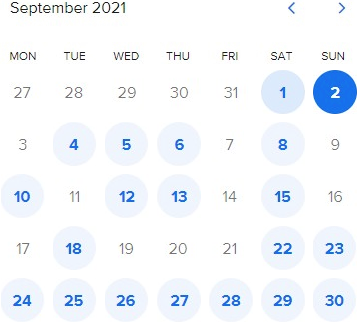 September 2021
MON TUE WED THU FRI SAT SUN
27 28 29 30 31 1 2
3 4 5 6 7 8 9
10 11 12 13 14 15 16
17 18 19 20 21 22 23
24 25 26 27 28 29 30